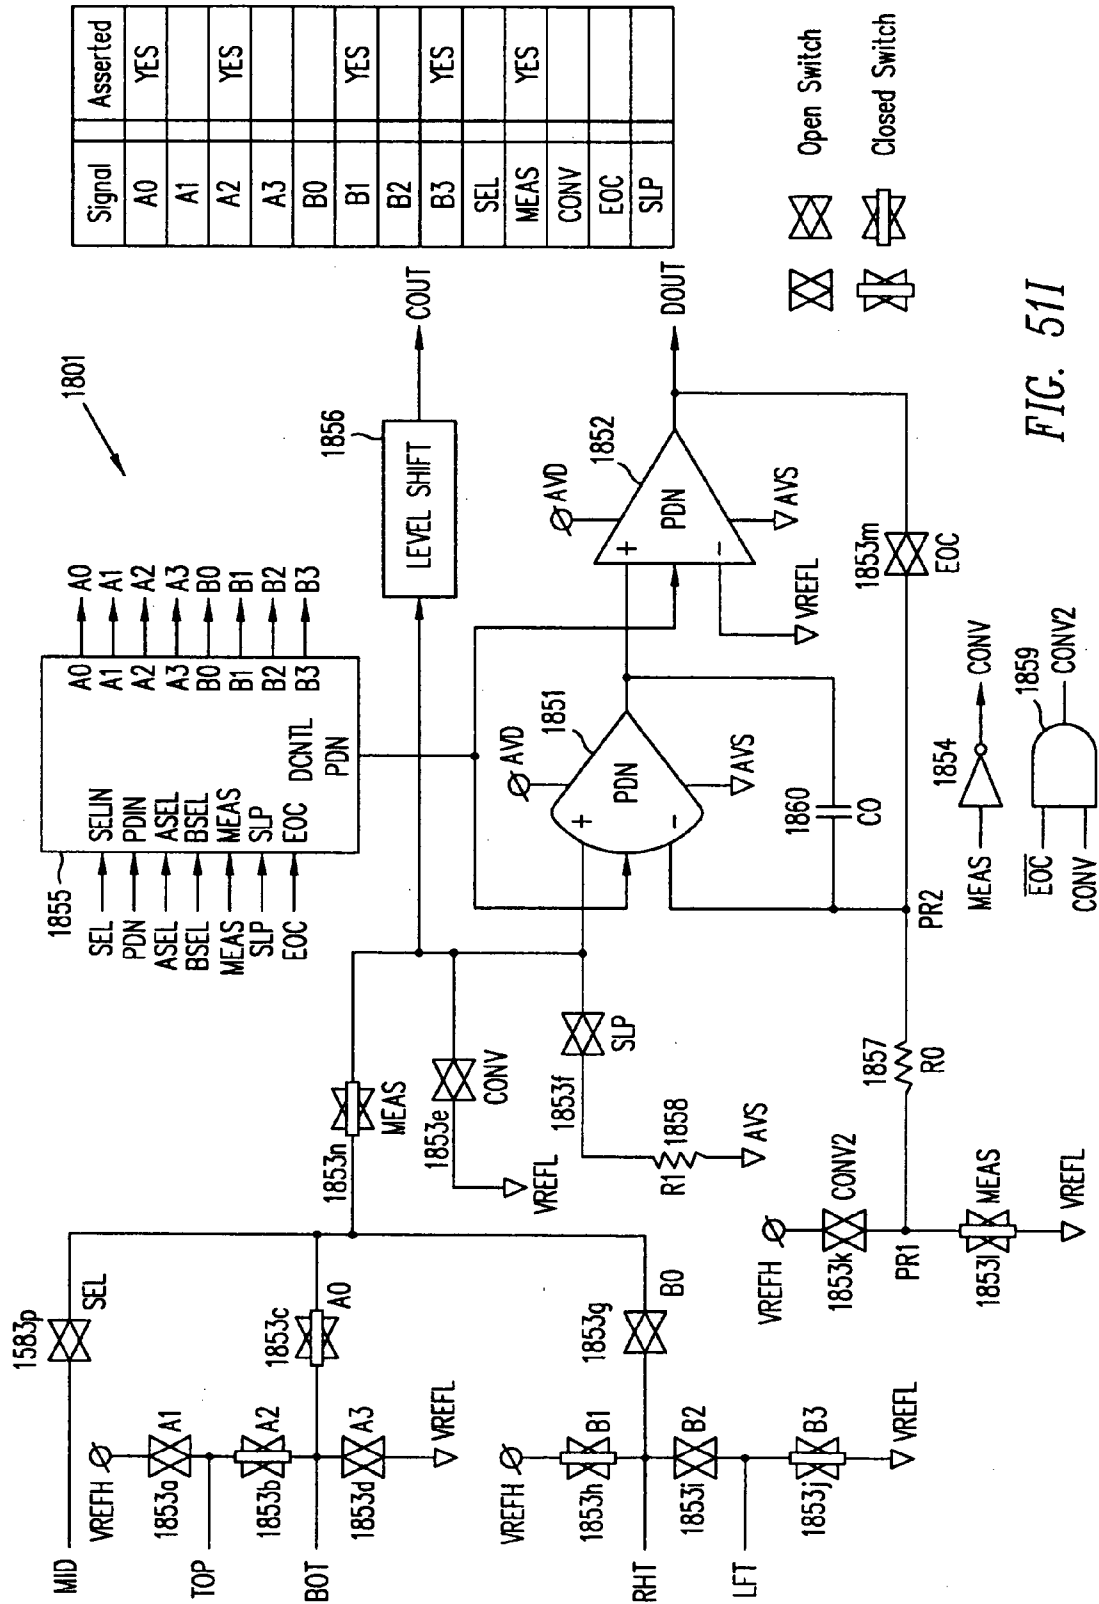 1801
1855
SEL
PDN
ASEL
BSEL
MEAS
SLP
EOC
SELIN
PDIN
ASEL
BSEL
MEAS
SLP
EOC
DCNTL
PDN
A0
A1
A2
A3
B0
B1
B2
B3
A0
A1
A2
A3
B0
B1
B2
B3
Signal Asserted
A0 YES
A1
A2 YES
A3
B0
B1 YES
B2
B3 YES
SEL
MEAS YES
CONV
EOC
SLP
1583p
SEL
MID
VREFH
1853a
A1
TOP
1853b
A2
1853c
A0
BOT
1853d
A3
VREFL
VREFH
1853h
B1
1853g
B0
RHT
1853i
B2
LFT
1853j
B3
VREFL
1853n
MEAS
1853e
CONV
VREFL
1853f
SLP
R1
1858
AVS
1856
LEVEL SHIFT
COUT
AVD
1851
+
PDN
−
AVS
1860
CO
AVD
1852
+
PDN
−
AVS
VREFL
DOUT
1853m
EOC
PR2
1857
RO
VREFH
1853k
CONV2
PR1
1853l
MEAS
VREFL
MEAS
1854
CONV
EOC
CONV
1859
CONV2
Open Switch
Closed Switch
FIG. 51I